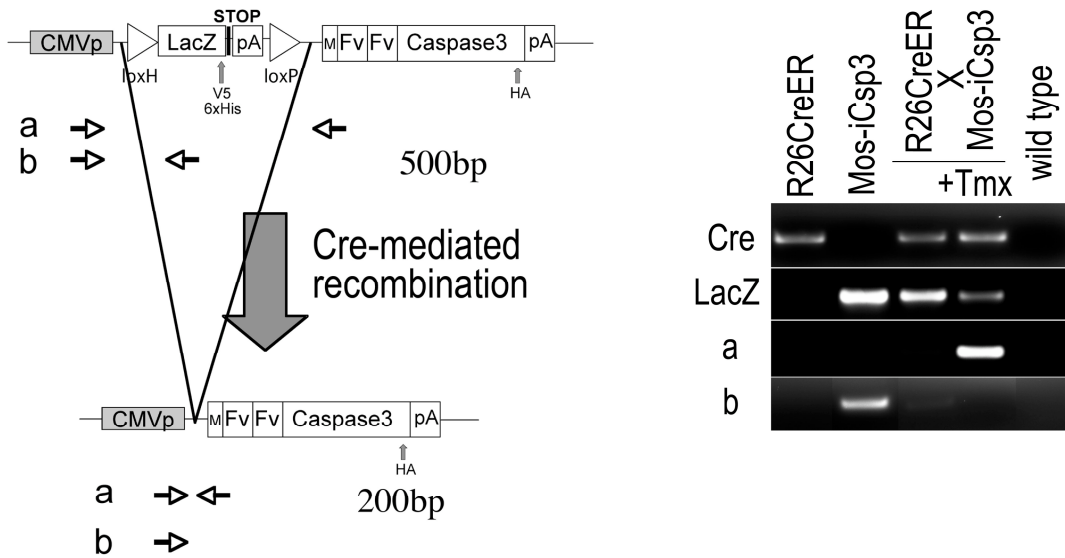 STOP
CMVp
LacZ
pA
M
Fv
Fv
Caspase3
pA
loxH
loxP
V5
6xHis
HA
a
b
500bp
Cre-mediated
recombination
CMVp
M
Fv
Fv
Caspase3
pA
HA
a
200bp
b
R26CreER
Mos-iCsp3
R26CreER
X
Mos-iCsp3
wild type
+Tmx
Cre
LacZ
a
b